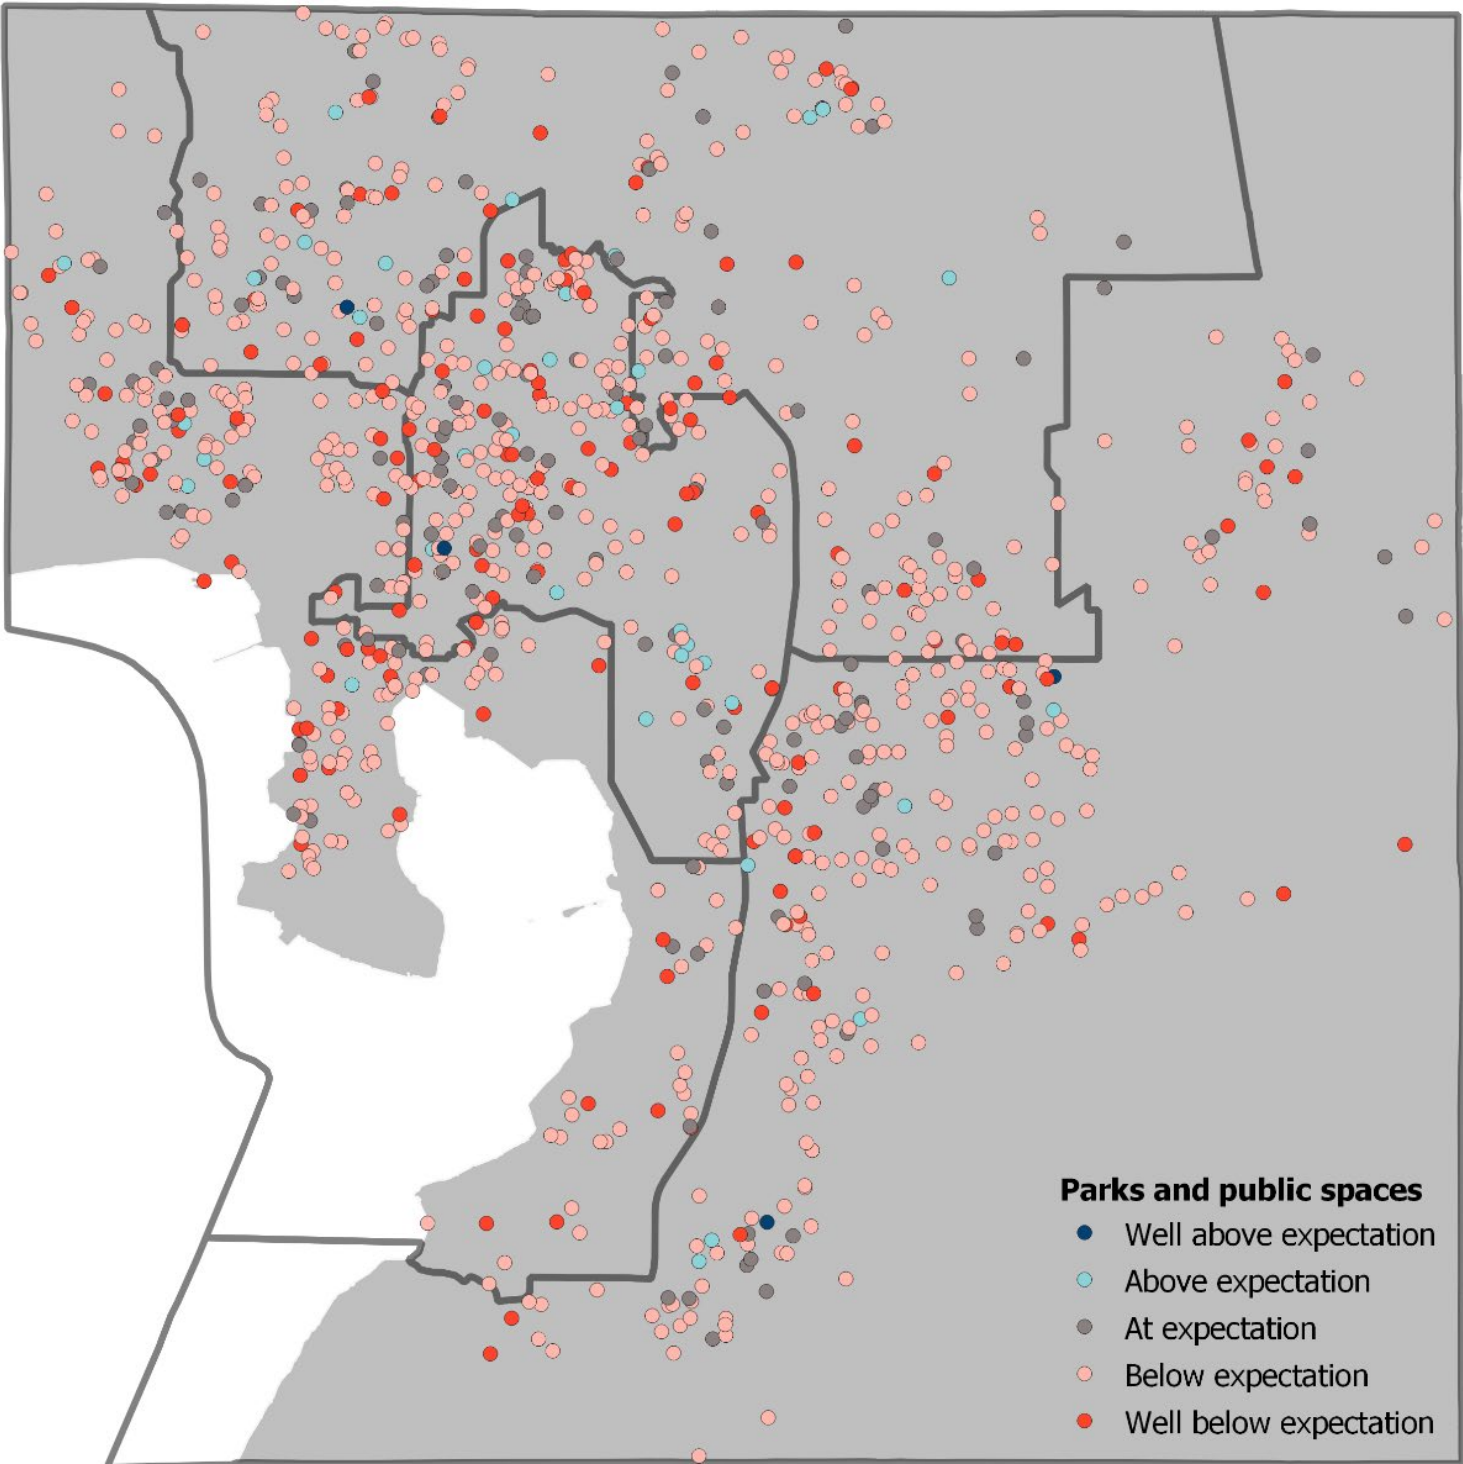 Parks and public spaces
Well above expectation
Above expectation
At expectation
Below expectation
Well below expectation